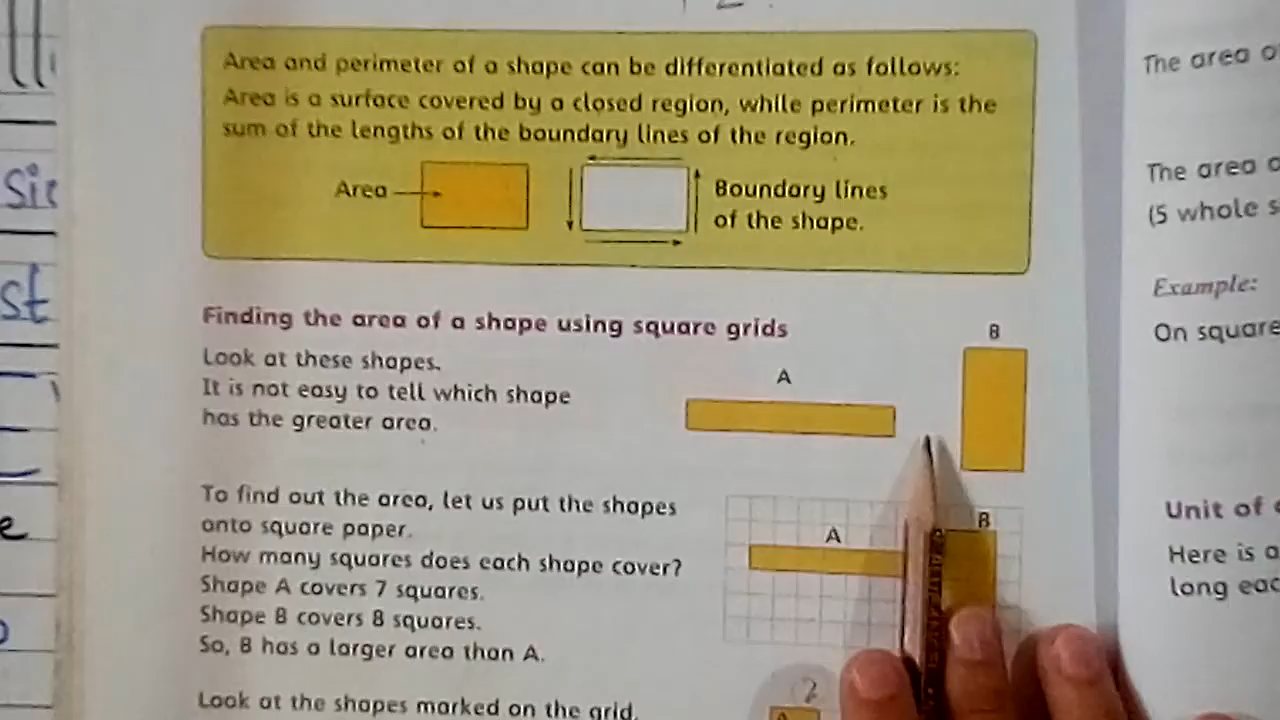 Area and perimeter of a shape can be differentiated as follows:
Area is a surface covered by a closed region, while perimeter is the
sum of the lengths of the boundary lines of the region.
Area
Boundary lines
of the shape.
Finding the area of a shape using square grids
Look at these shapes.
It is not easy to tell which shape
has the greater area.
A
B
To find out the area, let us put the shapes
onto square paper.
How many squares does each shape cover?
Shape A covers 7 squares.
Shape B covers 8 squares.
So, B has a larger area than A.
A
B
Look at the shapes marked on the grid.
2
A
The area
The area
(5 whole
Example:
On square
Unit of
Here is a
long
st
e